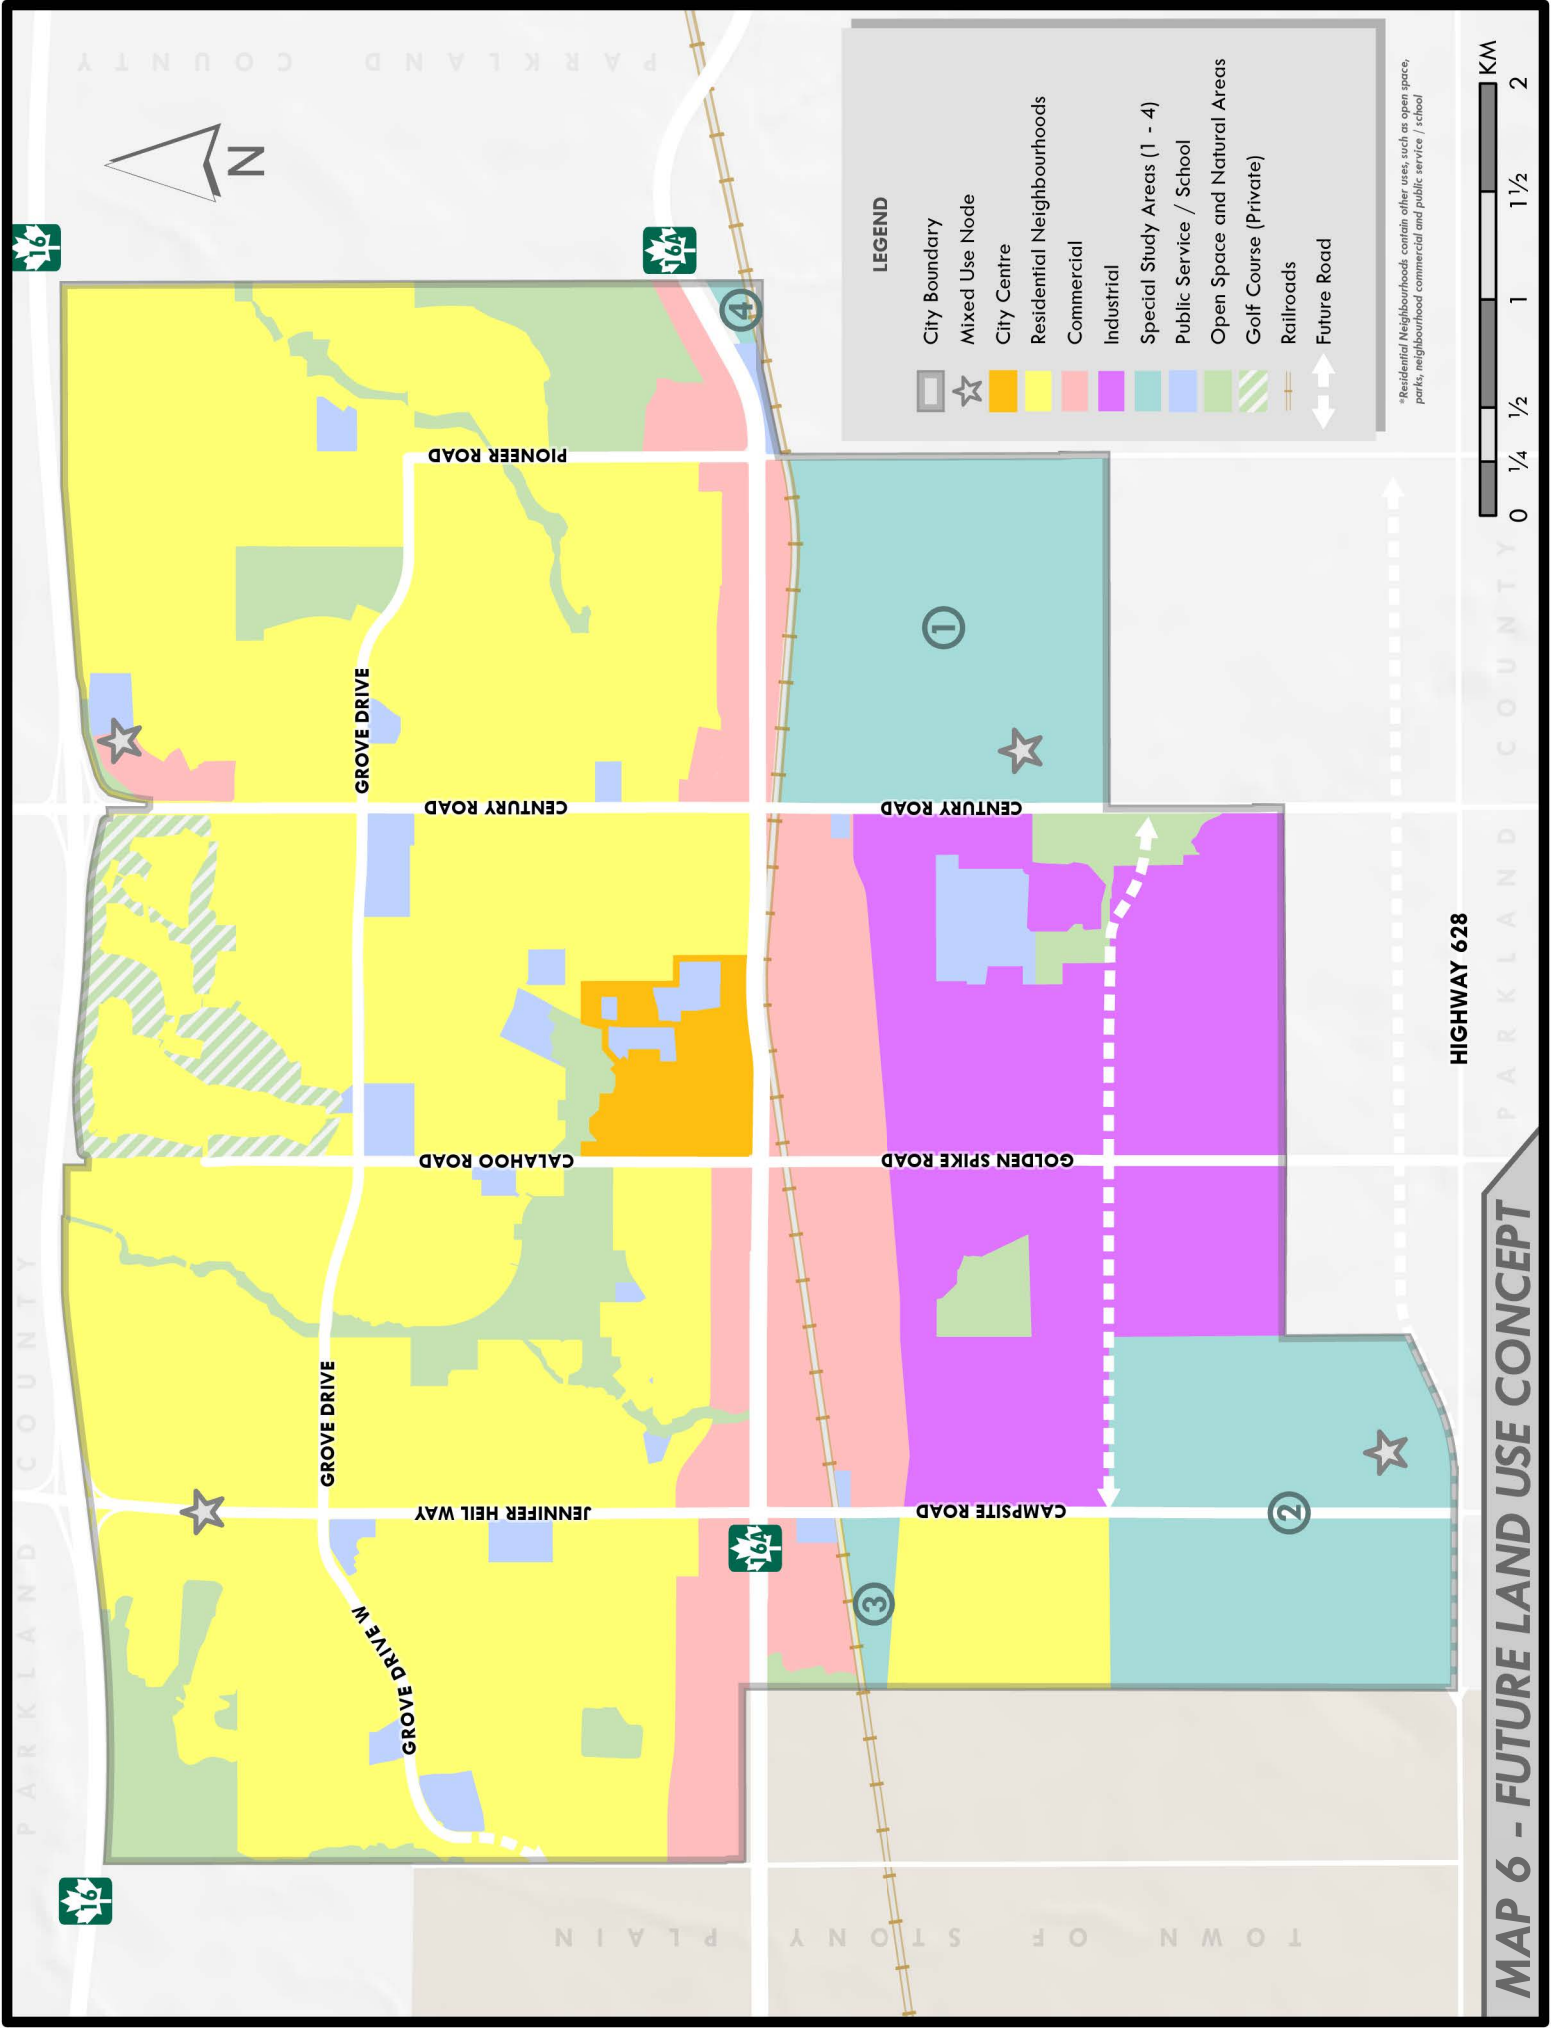 PARKLAND COUNTY
PARKLAND COUNTY
16
16
N
16A
16A
GROVE DRIVE
GROVE DRIVE
GROVE DRIVE W
PIONEER ROAD
CENTURY ROAD
CENTURY ROAD
CALAHOO ROAD
GOLDEN SPIKE ROAD
JENNIFER HEIL WAY
CAMPSITE ROAD
HIGHWAY 628
PARKLAND COUNTY
TOWN OF STONY PLAIN
1
2
3
4
LEGEND
City Boundary
Mixed Use Node
City Centre
Residential Neighbourhoods
Commercial
Industrial
Special Study Areas (1 - 4)
Public Service / School
Open Space and Natural Areas
Golf Course (Private)
Railroads
Future Road
*Residential Neighbourhoods contain other uses, such as open space,
parks, neighbourhood commercial and public service / school
KM
0 1/4 1/2 1 1 1/2 2
MAP 6 - FUTURE LAND USE CONCEPT